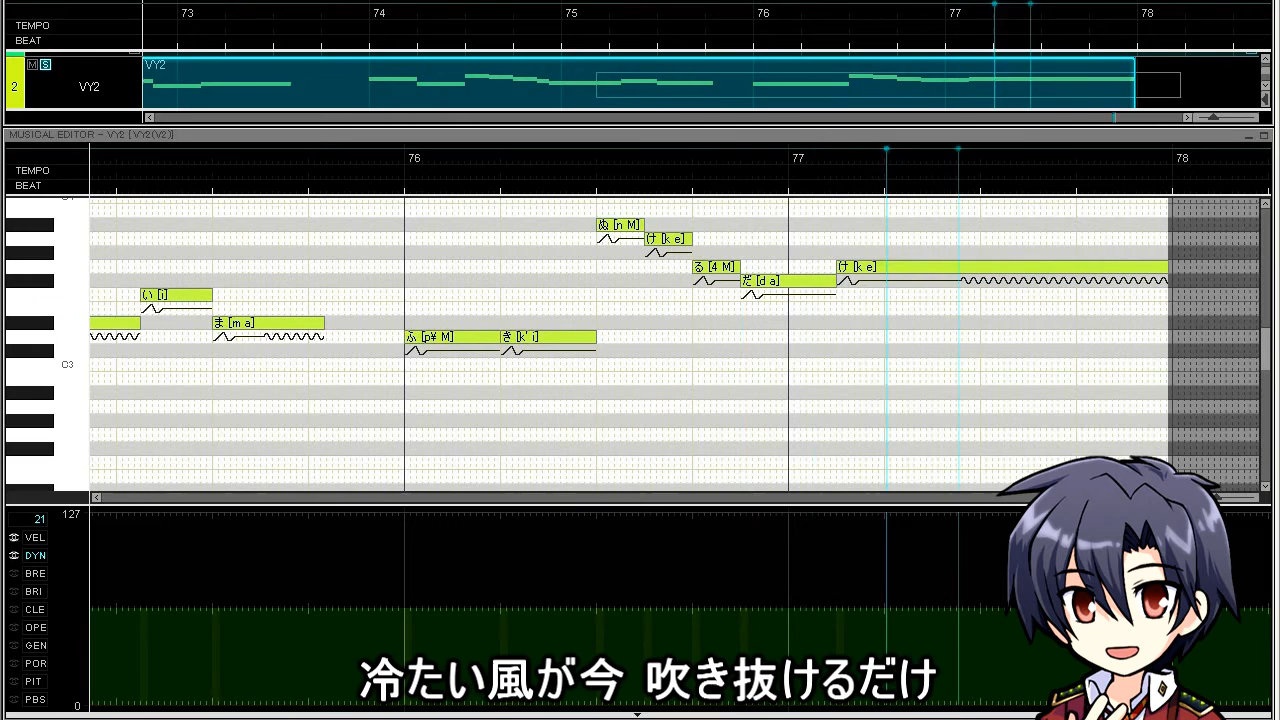 73 74 75 76 77 78
TEMPO
BEAT
M S VY2
2 VY2
MUSICAL EDITOR - VY2 [ VY2(V2)]
76 77 78
TEMPO
BEAT
ぬ [n M]
け [k e]
る [4 M] け [k e]
だ [d a]
い [i]
ま [m a]
ふ [p¥ M] き [k' i]
C3
21 127
VEL
DYN
BRE
BRI
CLE
OPE
GEN
POR
PIT
PBS
0
冷たい風が今 吹き抜けるだけ